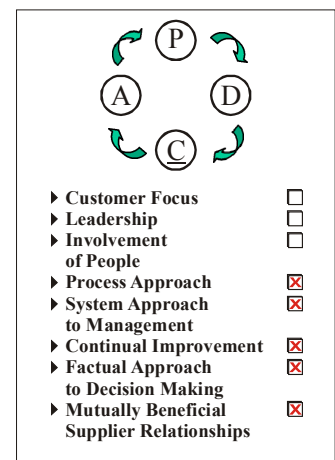 P
A D
C
Customer Focus
Leadership
Involvement
of People
Process Approach
System Approach
to Management
Continual Improvement
Factual Approach
to Decision Making
Mutually Beneficial
Supplier Relationships